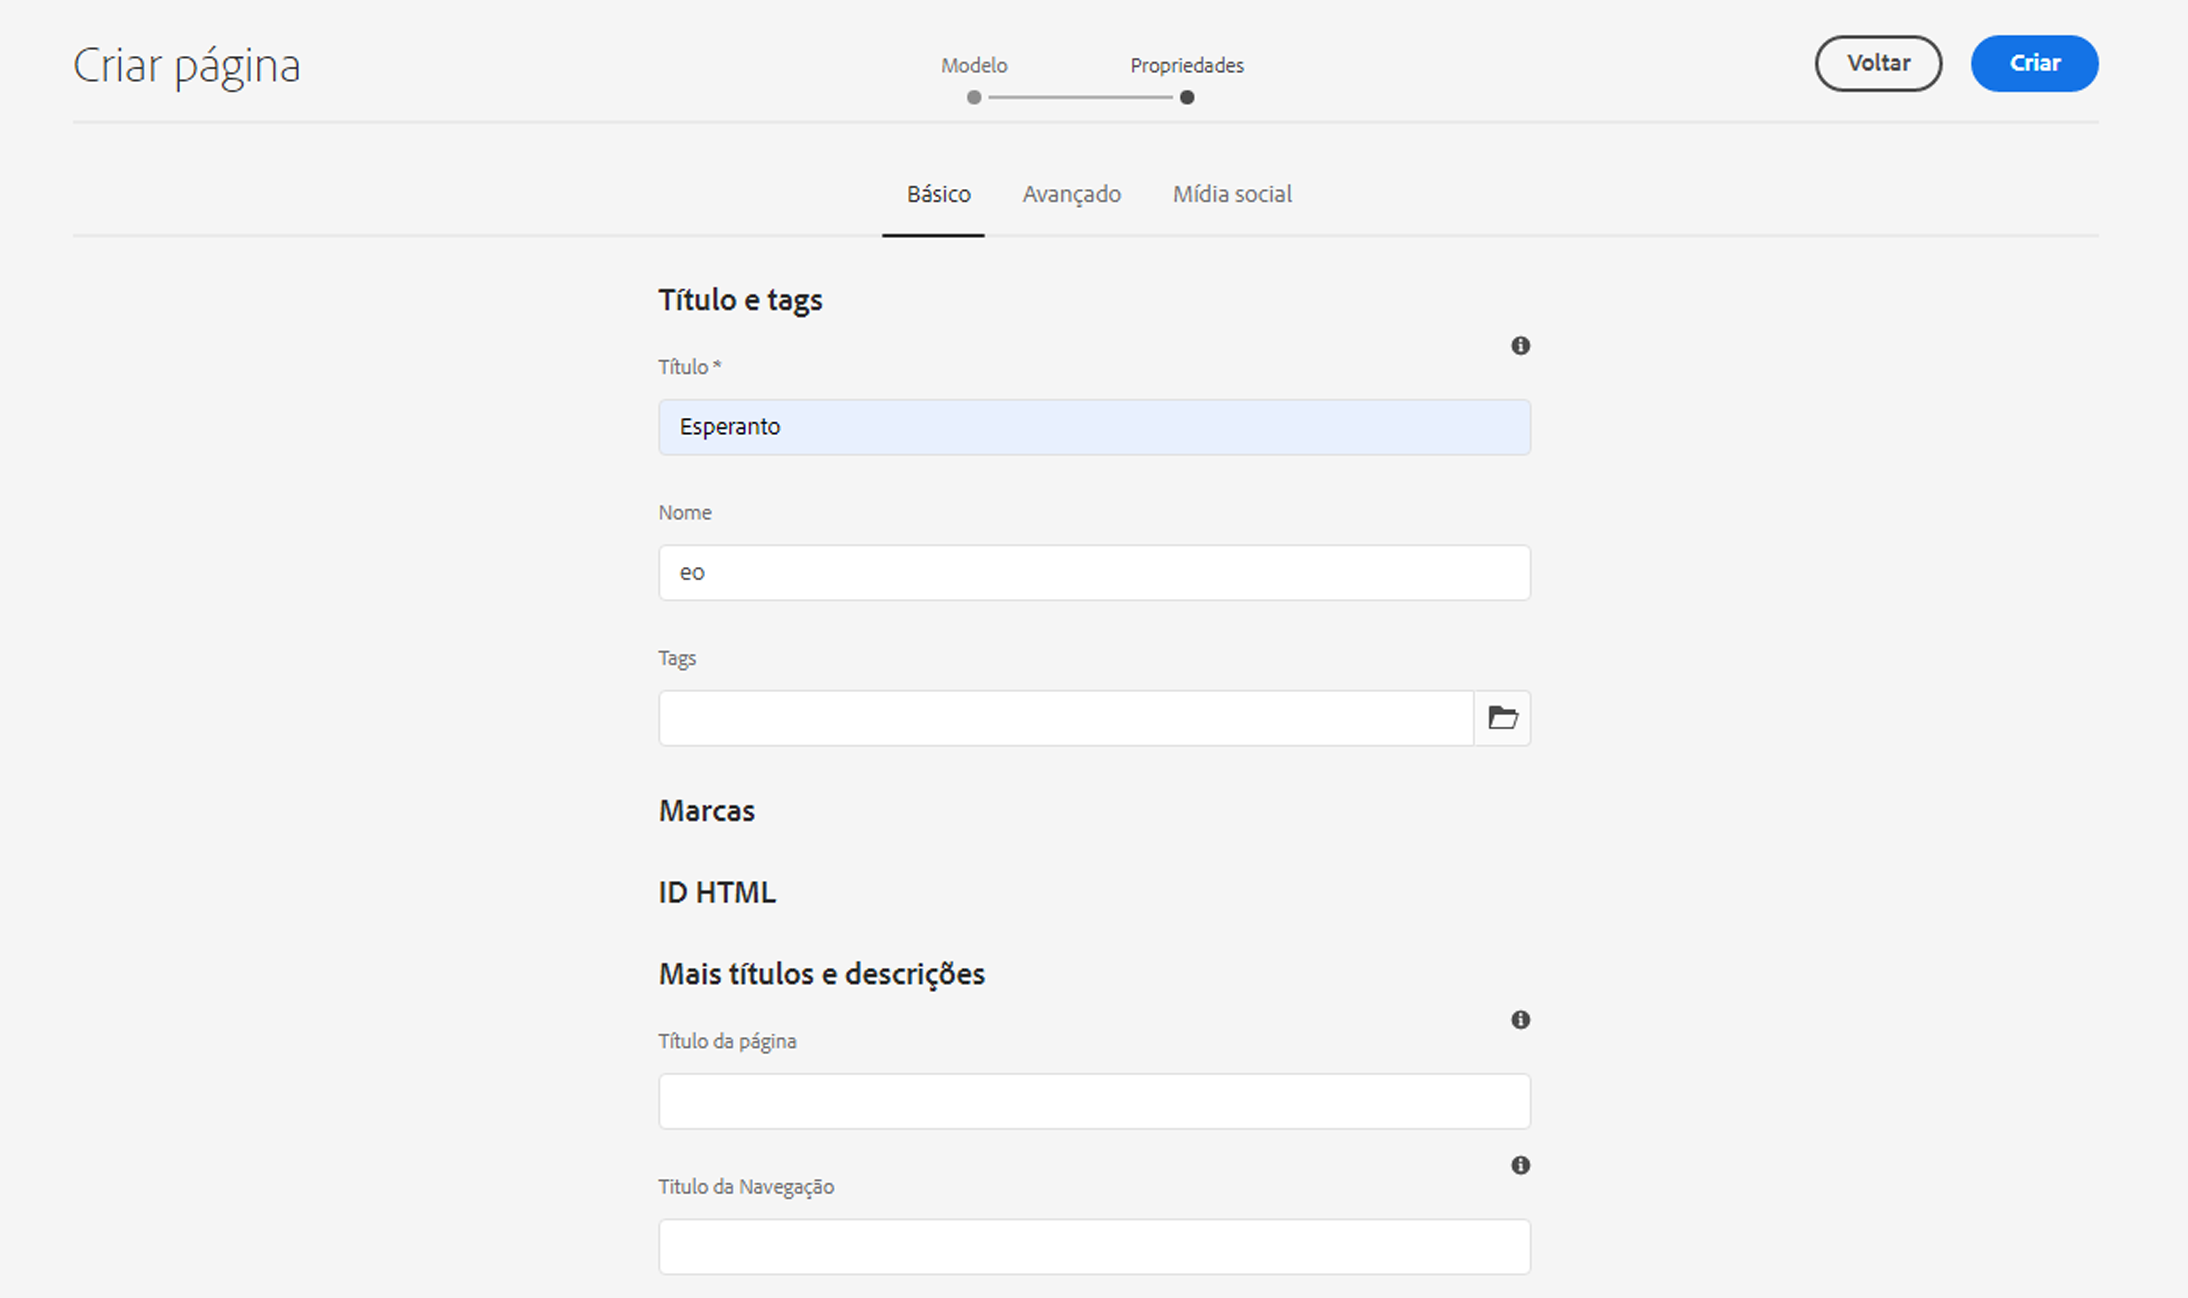 Criar página
Modelo
Propriedades
Voltar
Criar
Básico
Avançado
Mídia social
Título e tags
Título *
Esperanto
Nome
eo
Tags
Marcas
ID HTML
Mais títulos e descrições
Título da página
Titulo da Navegação